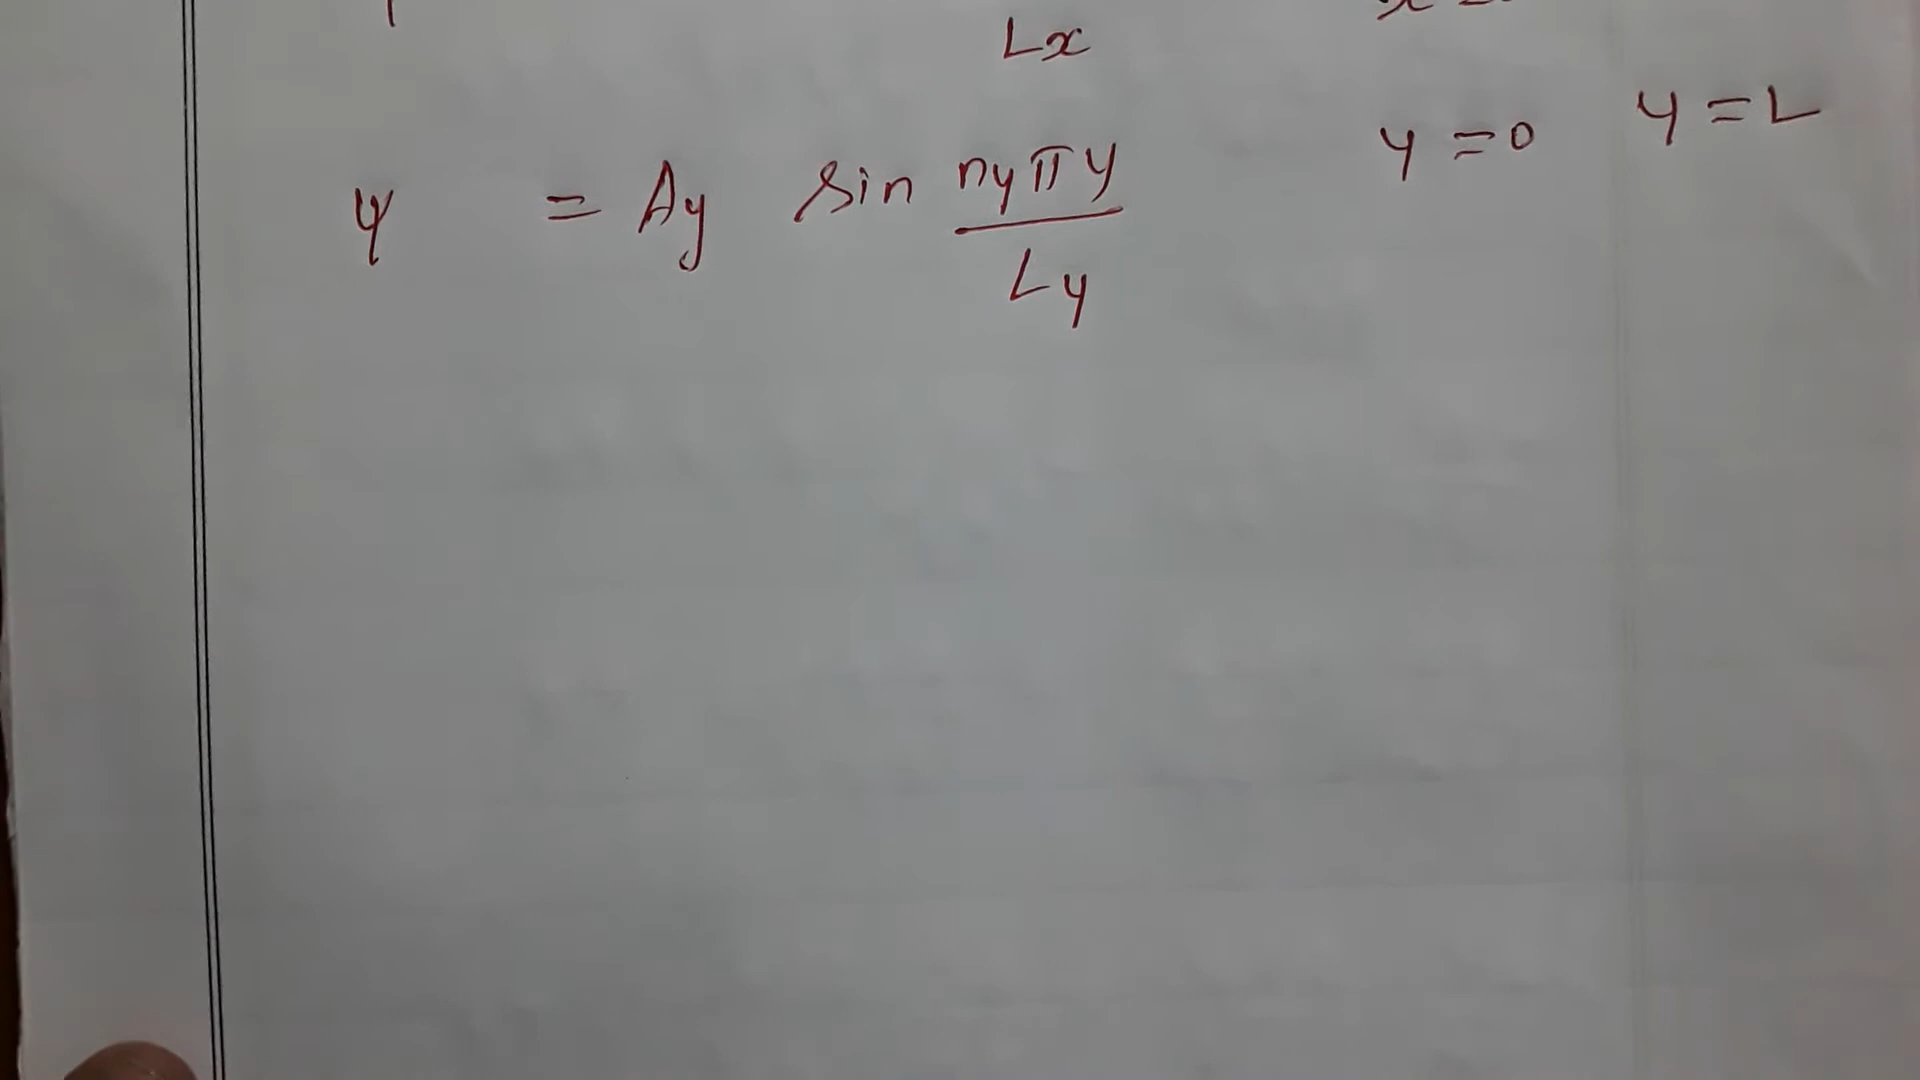 Lx
y = 0 y = L
ψ = Ay sin nyπy
Ly